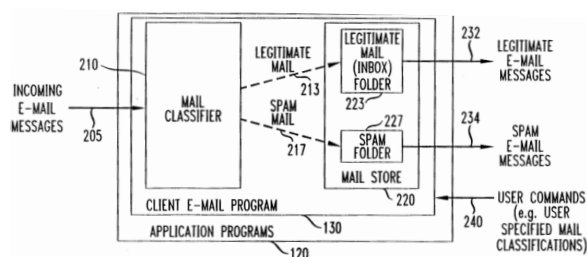 INCOMING
E-MAIL
MESSAGES
205
210
MAIL
CLASSIFIER
LEGITIMATE
MAIL
213
SPAM
MAIL
217
LEGITIMATE
MAIL
(INBOX)
FOLDER
223
227
SPAM
FOLDER
MAIL STORE
220
232
LEGITIMATE
E-MAIL
MESSAGES
234
SPAM
E-MAIL
MESSAGES
CLIENT E-MAIL PROGRAM
130
APPLICATION PROGRAMS
120
240
USER COMMANDS
(e.g. USER
SPECIFIED MAIL
CLASSIFICATIONS)